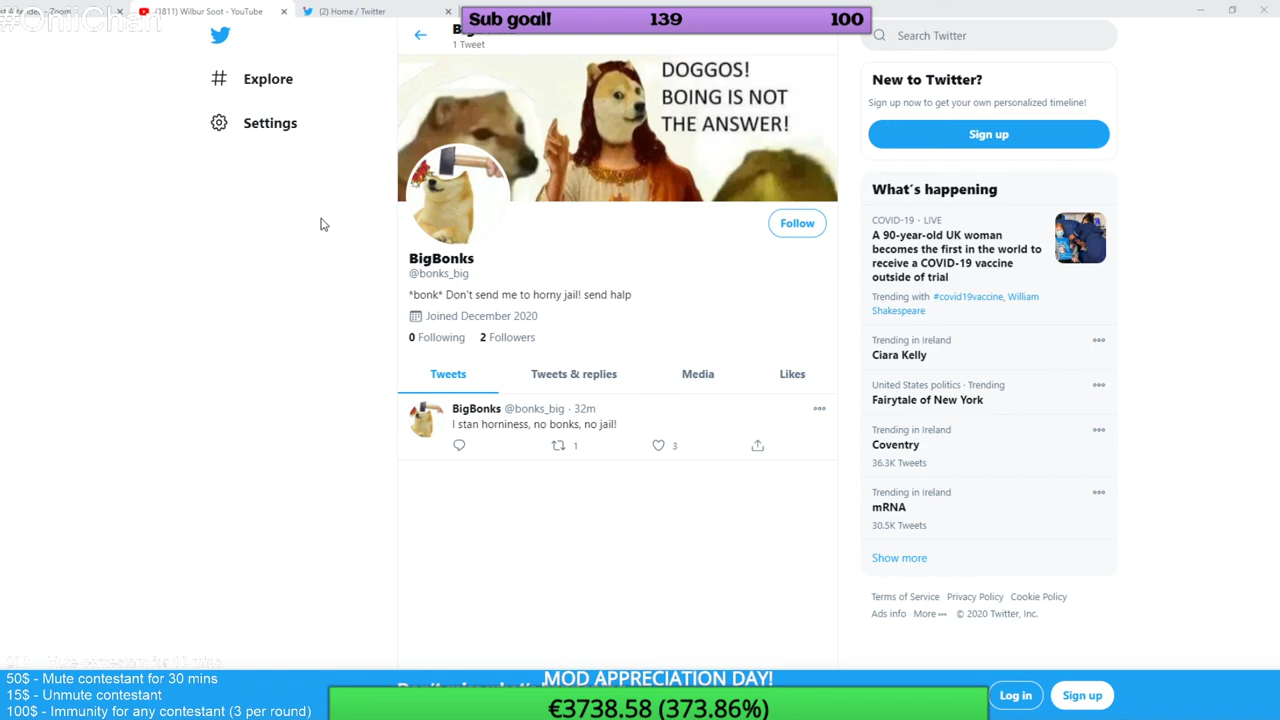 #OniiChan
Zoom
(1811) Wilbur Soot - YouTube
(2) Home / Twitter
Sub goal! 139 100
1 Tweet
Search Twitter
Explore
Settings
DOGGOS!
BOING IS NOT
THE ANSWER!
Follow
BigBonks
@bonks_big
*bonk* Don't send me to horny jail! send halp
Joined December 2020
0 Following 2 Followers
Tweets Tweets & replies Media Likes
BigBonks @bonks_big · 32m
I stan horniness, no bonks, no jail!
1 3
New to Twitter?
Sign up now to get your own personalized timeline!
Sign up
What's happening
COVID-19 · LIVE
A 90-year-old UK woman
becomes the first in the world to
receive a COVID-19 vaccine
outside of trial
Trending with #covid19vaccine, William
Shakespeare
Trending in Ireland
Ciara Kelly
United States politics · Trending
Fairytale of New York
Trending in Ireland
Coventry
36.3K Tweets
Trending in Ireland
mRNA
30.5K Tweets
Show more
Terms of Service Privacy Policy Cookie Policy
Ads info More ••• © 2020 Twitter, Inc.
50$ - Mute contestant for 30 mins
15$ - Unmute contestant
100$ - Immunity for any contestant (3 per round)
MOD APPRECIATION DAY!
€3738.58 (373.86%)
Log in
Sign up